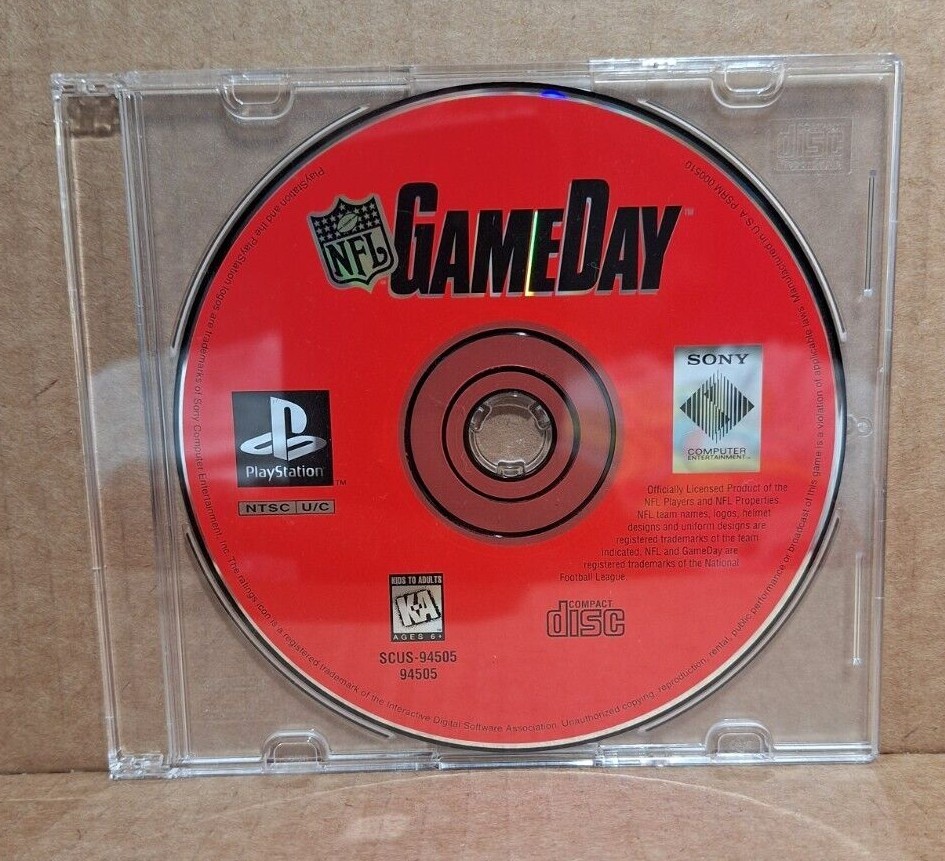 NFL GAMEDAY™
SONY
COMPUTER
ENTERTAINMENT™
PlayStation™
NTSC U/C
Officially Licensed Product of the
NFL Players and NFL Properties.
NFL team names, logos, helmet
designs and uniform designs are
registered trademarks of the team
indicated. NFL and GameDay are
registered trademarks of the National
Football League.
KIDS TO ADULTS
K-A
AGES 6+
COMPACT
disc
SCUS-94505
94505
PlayStation and the PlayStation logos are trademarks of Sony Computer Entertainment, Inc. The ratings icon is a registered trademark of the Interactive Digital Software Association. Unauthorized copying, reproduction, rental, public performance or broadcast of this game is a violation of applicable laws. Manufactured in U.S.A. PSRM 000510
disc